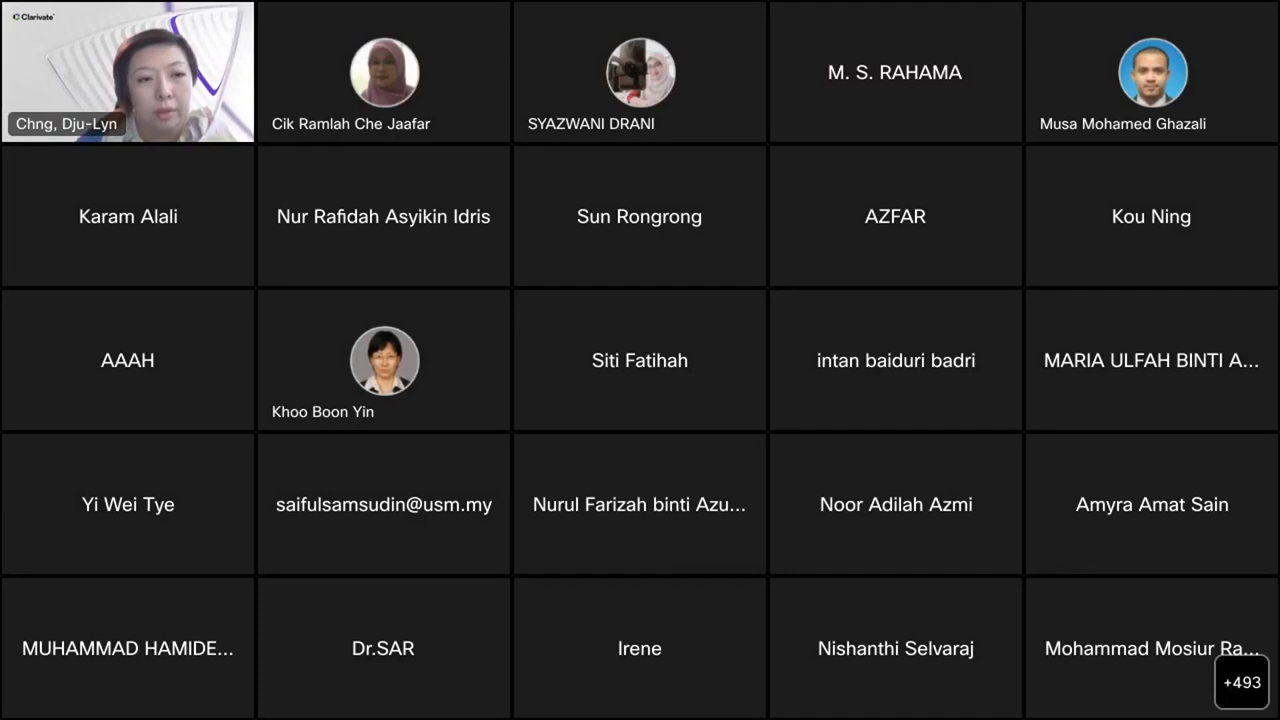 Clarivate
Chng, Dju-Lyn
Cik Ramlah Che Jaafar
SYAZWANI DRANI
M. S. RAHAMA
Musa Mohamed Ghazali
Karam Alali
Nur Rafidah Asyikin Idris
Sun Rongrong
AZFAR
Kou Ning
AAAH
Khoo Boon Yin
Siti Fatihah
intan baiduri badri
MARIA ULFAH BINTI A...
Yi Wei Tye
saifulsamsudin@usm.my
Nurul Farizah binti Azu...
Noor Adilah Azmi
Amyra Amat Sain
MUHAMMAD HAMIDE...
Dr.SAR
Irene
Nishanthi Selvaraj
Mohammad Mosiur Ra...
+493